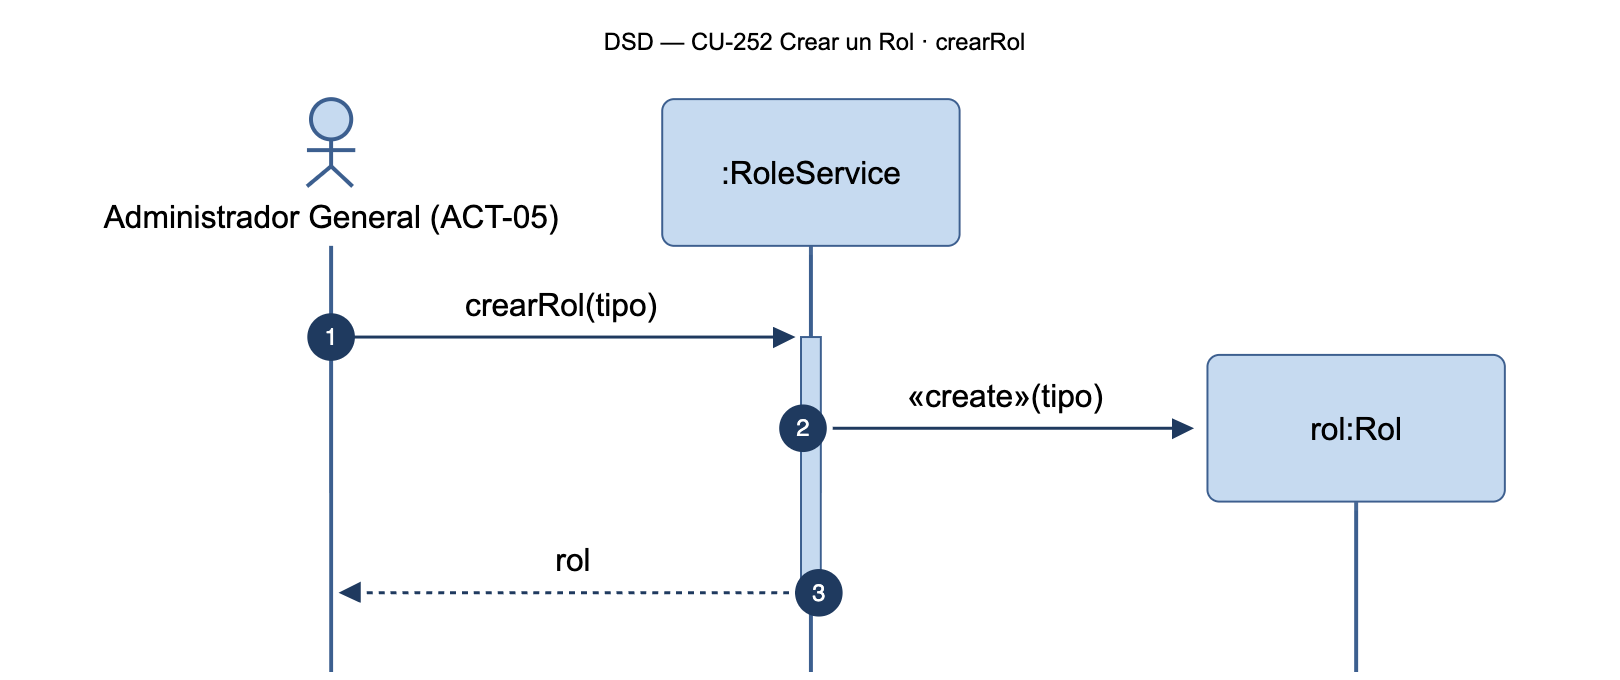 DSD — CU-252 Crear un Rol · crearRol
:RoleService
Administrador General (ACT-05)
crearRol(tipo)
1
«create»(tipo)
2
rol:Rol
rol
3